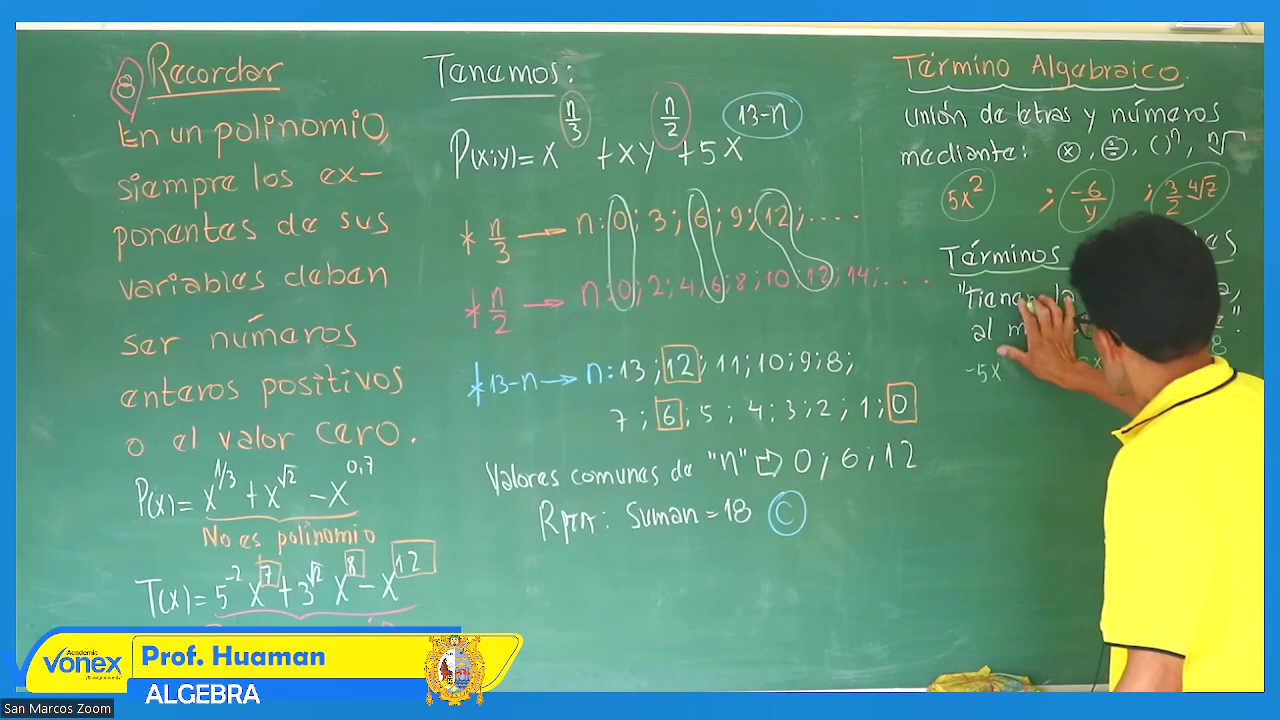 8 Recordar
En un polinomio,
siempre los ex-
ponentes de sus
variables deben
ser números
enteros positivos
o el valor cero.
P(x)= x^1/3 + x^√2 - x^0,7
No es polinomio
T(x)= 5^-2 x^7 + 3^√2 x^8 - x^12
Tenemos:
P(x;y)= x^n/3 + xy^n/2 + 5x^13-n
* n/3 → n: 0; 3; 6; 9; 12; ....
* n/2 → n: 0; 2; 4; 6; 8; 10; 12; 14; ...
* 13-n → n: 13; 12; 11; 10; 9; 8;
7; 6; 5; 4; 3; 2; 1; 0
Valores comunes de "n" ⇨ 0; 6; 12
Rpta: Suman = 18 C
Término Algebraico.
unión de letras y números
mediante: ⊗, ⊕, ( )^n, ^n√
5x^2 ; -6/y ; 3/2 ^4√z
Términos
"Tienen la
al m
-5x
Academia
Vonex
Prof. Huaman
ALGEBRA
San Marcos Zoom